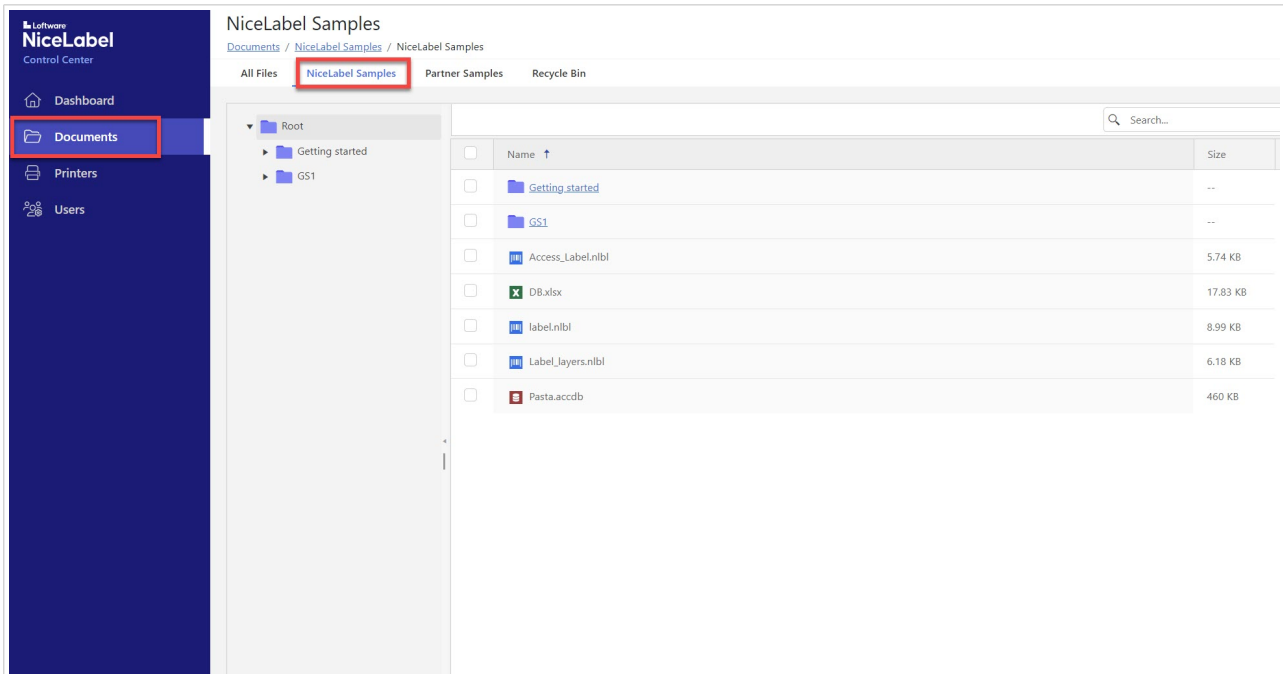 Loftware
NiceLabel
Control Center
Dashboard
Documents
Printers
Users
NiceLabel Samples
Documents / NiceLabel Samples / NiceLabel Samples
All Files NiceLabel Samples Partner Samples Recycle Bin
Root
Getting started
GS1
Search...
Name ↑ Size
Getting started --
GS1 --
Access_Label.nlbl 5.74 KB
DB.xlsx 17.83 KB
label.nlbl 8.99 KB
Label_layers.nlbl 6.18 KB
Pasta.accdb 460 KB